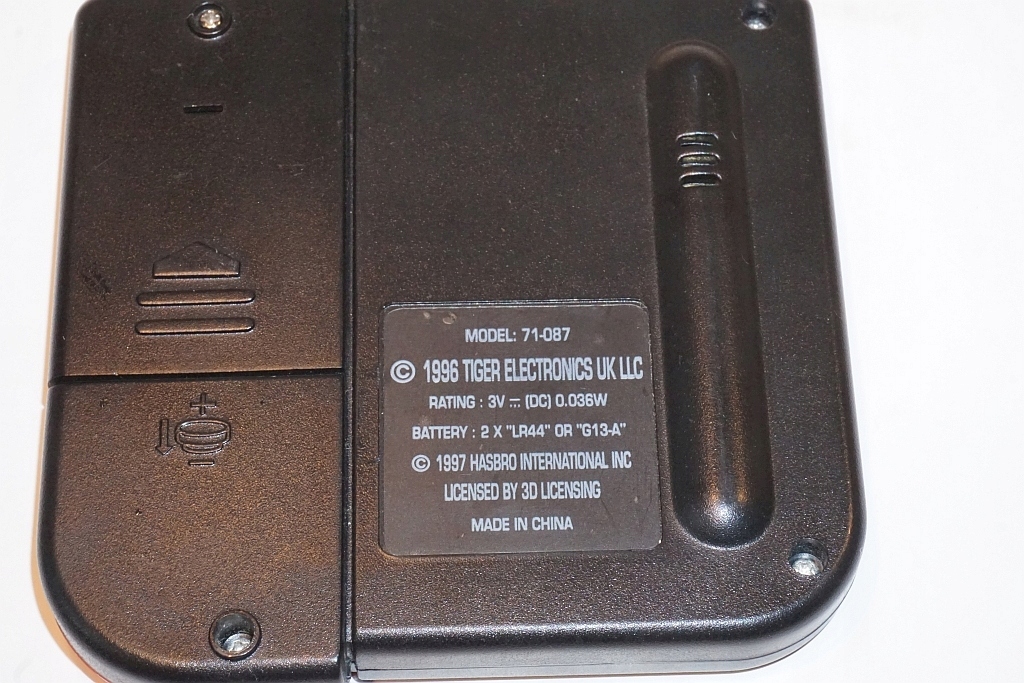 MODEL: 71-087
© 1996 TIGER ELECTRONICS UK LLC
RATING : 3V ⎓ (DC) 0.036W
BATTERY : 2 X "LR44" OR "G13-A"
© 1997 HASBRO INTERNATIONAL INC
LICENSED BY 3D LICENSING
MADE IN CHINA